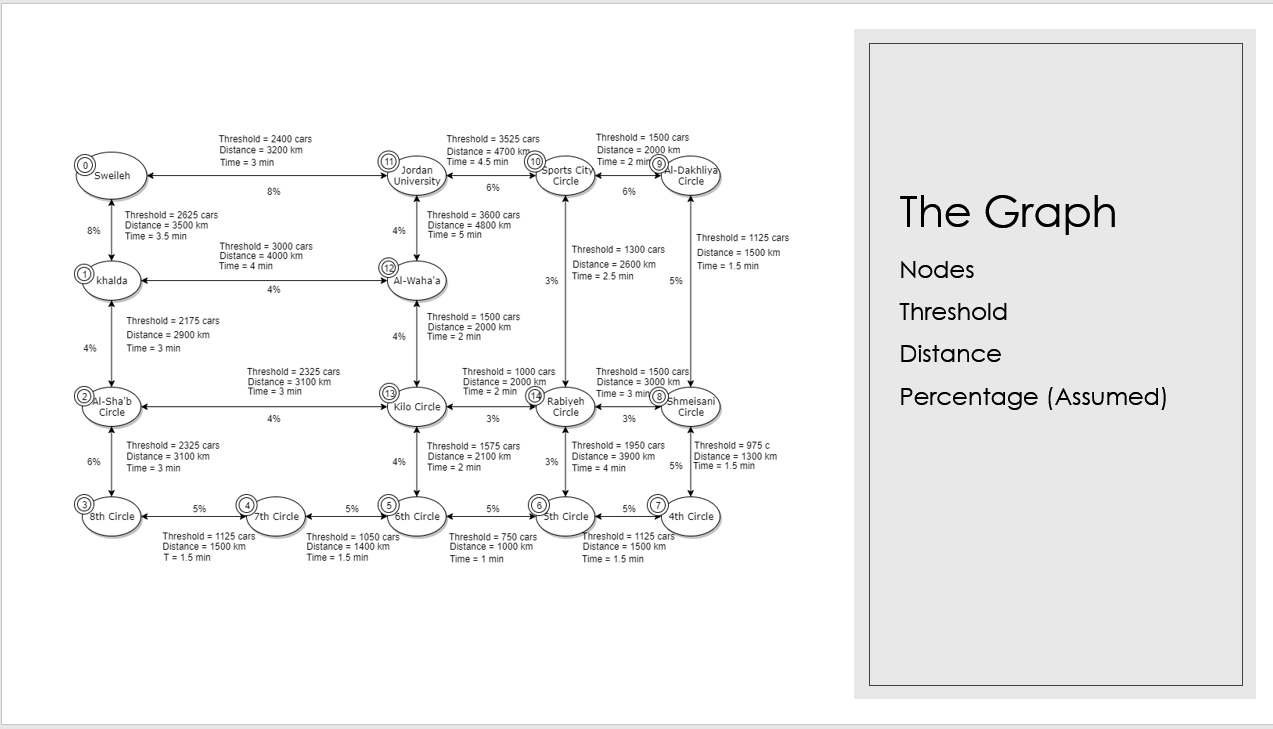 Threshold = 2400 cars
Distance = 3200 km
Time = 3 min
8%
Threshold = 3525 cars
Distance = 4700 km
Time = 4.5 min
6%
Threshold = 1500 cars
Distance = 2000 km
Time = 2 min
6%
0
Sweileh
11
Jordan
University
10
Sports City
Circle
9
Al-Dakhliya
Circle
8%
Threshold = 2625 cars
Distance = 3500 km
Time = 3.5 min
4%
Threshold = 3600 cars
Distance = 4800 km
Time = 5 min
Threshold = 3000 cars
Distance = 4000 km
Time = 4 min
4%
Threshold = 1300 cars
Distance = 2600 km
Time = 2.5 min
3%
Threshold = 1125 cars
Distance = 1500 km
Time = 1.5 min
5%
1
khalda
12
Al-Waha'a
4%
Threshold = 2175 cars
Distance = 2900 km
Time = 3 min
4%
Threshold = 1500 cars
Distance = 2000 km
Time = 2 min
Threshold = 2325 cars
Distance = 3100 km
Time = 3 min
4%
Threshold = 1000 cars
Distance = 2000 km
Time = 2 min
3%
Threshold = 1500 cars
Distance = 3000 km
Time = 3 min
3%
2
Al-Sha'b
Circle
13
Kilo Circle
14
Rabiyeh
Circle
8
Shmeisani
Circle
6%
Threshold = 2325 cars
Distance = 3100 km
Time = 3 min
4%
Threshold = 1575 cars
Distance = 2100 km
Time = 2 min
3%
Threshold = 1950 cars
Distance = 3900 km
Time = 4 min
5%
Threshold = 975 c
Distance = 1300 km
Time = 1.5 min
3
8th Circle
4
7th Circle
5
6th Circle
6
5th Circle
7
4th Circle
5%
Threshold = 1125 cars
Distance = 1500 km
T = 1.5 min
5%
Threshold = 1050 cars
Distance = 1400 km
Time = 1.5 min
5%
Threshold = 750 cars
Distance = 1000 km
Time = 1 min
5%
Threshold = 1125 cars
Distance = 1500 km
Time = 1.5 min
The Graph
Nodes
Threshold
Distance
Percentage (Assumed)